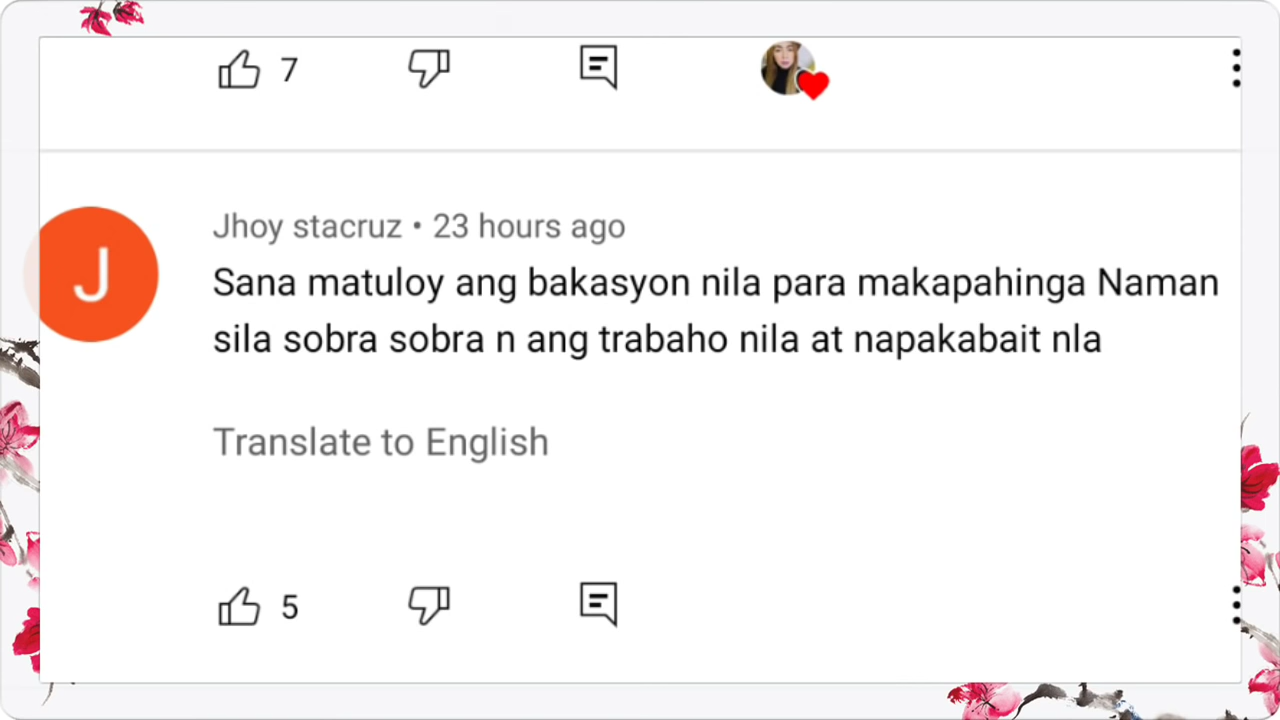 7
Jhoy stacruz • 23 hours ago
J
Sana matuloy ang bakasyon nila para makapahinga Naman
sila sobra sobra n ang trabaho nila at napakabait nla
Translate to English
5